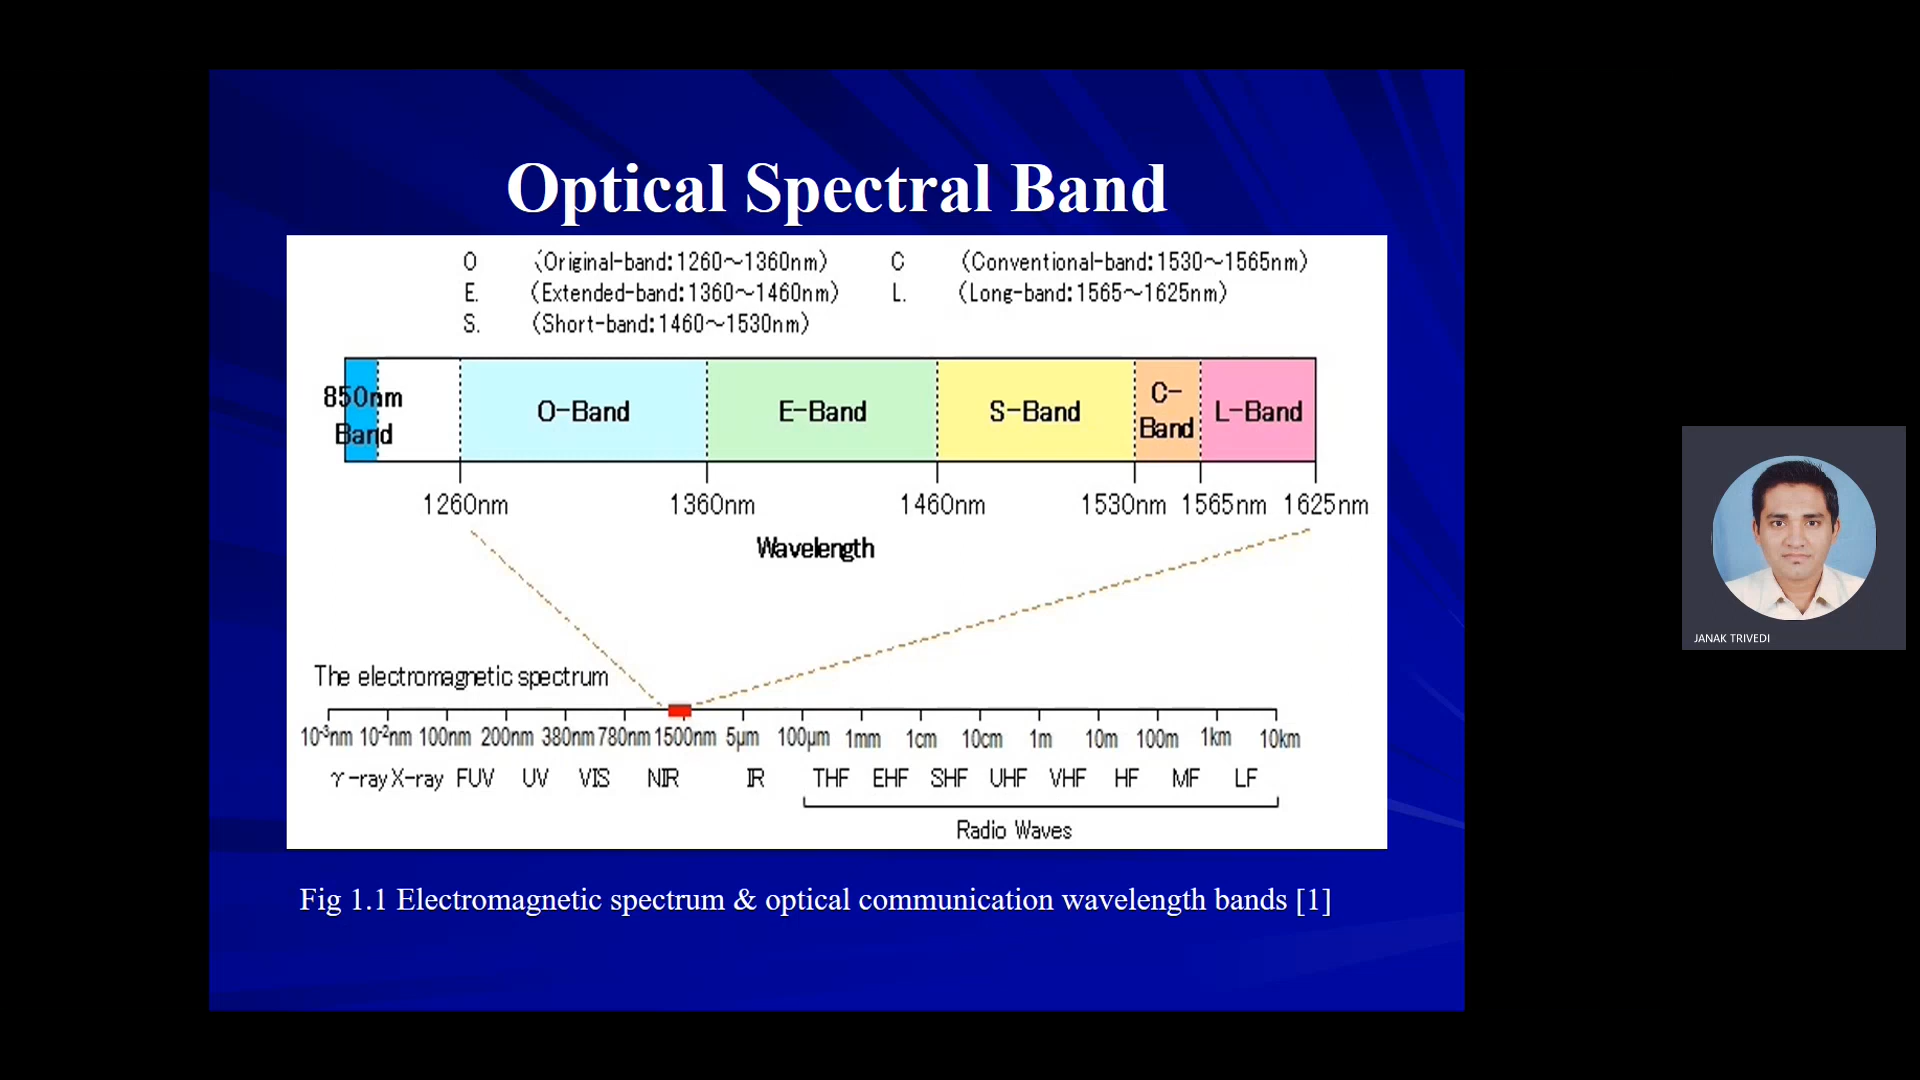 Optical Spectral Band
O (Original-band:1260～1360nm) C (Conventional-band:1530～1565nm)
E. (Extended-band:1360～1460nm) L. (Long-band:1565～1625nm)
S. (Short-band:1460～1530nm)
850nm Band O-Band E-Band S-Band C-Band L-Band
1260nm 1360nm 1460nm 1530nm 1565nm 1625nm
Wavelength
The electromagnetic spectrum
10⁻³nm 10⁻²nm 100nm 200nm 380nm 780nm 1500nm 5μm 100μm 1mm 1cm 10cm 1m 10m 100m 1km 10km
γ-ray X-ray FUV UV VIS NIR IR THF EHF SHF UHF VHF HF MF LF
Radio Waves
Fig 1.1 Electromagnetic spectrum & optical communication wavelength bands [1]
JANAK TRIVEDI